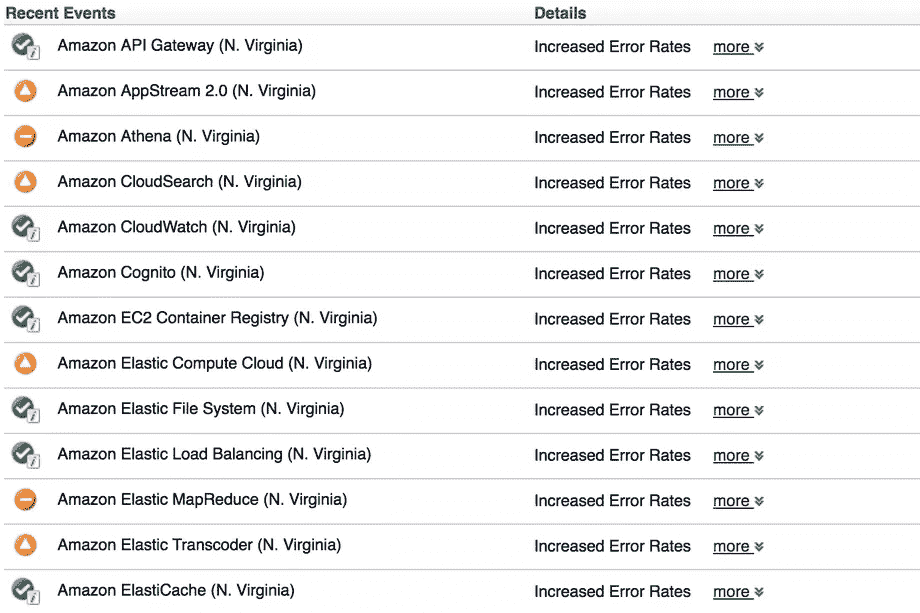 Recent Events Details
Amazon API Gateway (N. Virginia) Increased Error Rates more
Amazon AppStream 2.0 (N. Virginia) Increased Error Rates more
Amazon Athena (N. Virginia) Increased Error Rates more
Amazon CloudSearch (N. Virginia) Increased Error Rates more
Amazon CloudWatch (N. Virginia) Increased Error Rates more
Amazon Cognito (N. Virginia) Increased Error Rates more
Amazon EC2 Container Registry (N. Virginia) Increased Error Rates more
Amazon Elastic Compute Cloud (N. Virginia) Increased Error Rates more
Amazon Elastic File System (N. Virginia) Increased Error Rates more
Amazon Elastic Load Balancing (N. Virginia) Increased Error Rates more
Amazon Elastic MapReduce (N. Virginia) Increased Error Rates more
Amazon Elastic Transcoder (N. Virginia) Increased Error Rates more
Amazon ElastiCache (N. Virginia) Increased Error Rates more